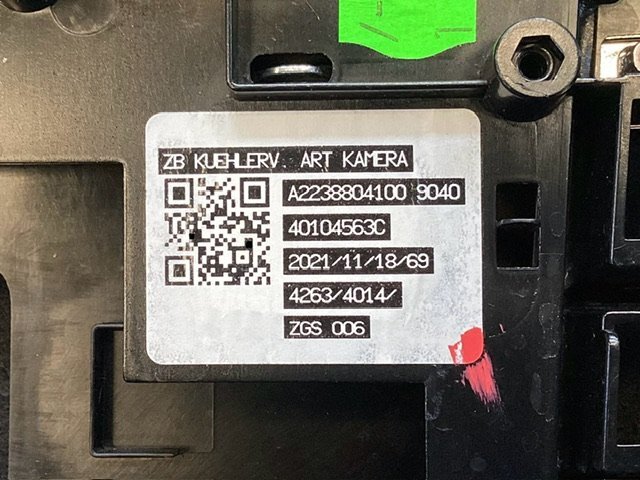 ZB KUEHLERV. ART KAMERA
A2238804100 9040
40104563C
2021/11/18/69
4263/4014/
ZGS 006